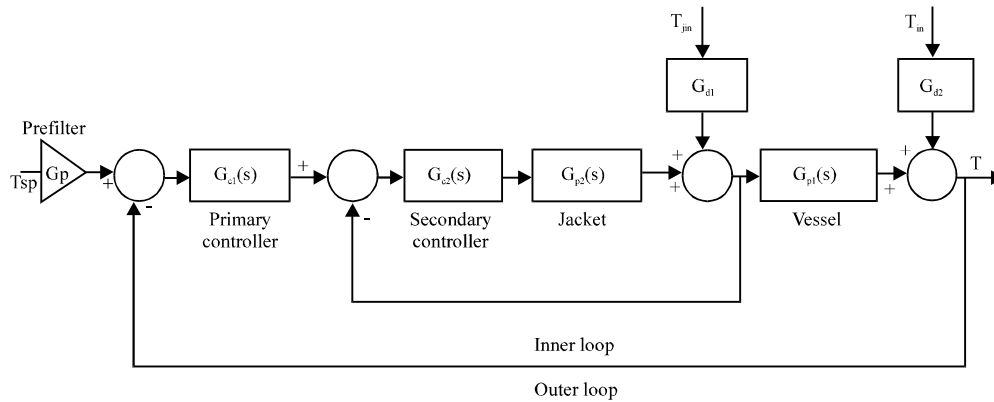 T_jin
T_in
G_d1
G_d2
Prefilter
Gp
Tsp
+
-
G_c1(s)
+
-
G_c2(s)
G_p2(s)
+
+
G_p1(s)
+
+
T
Primary
controller
Secondary
controller
Jacket
Vessel
Inner loop
Outer loop